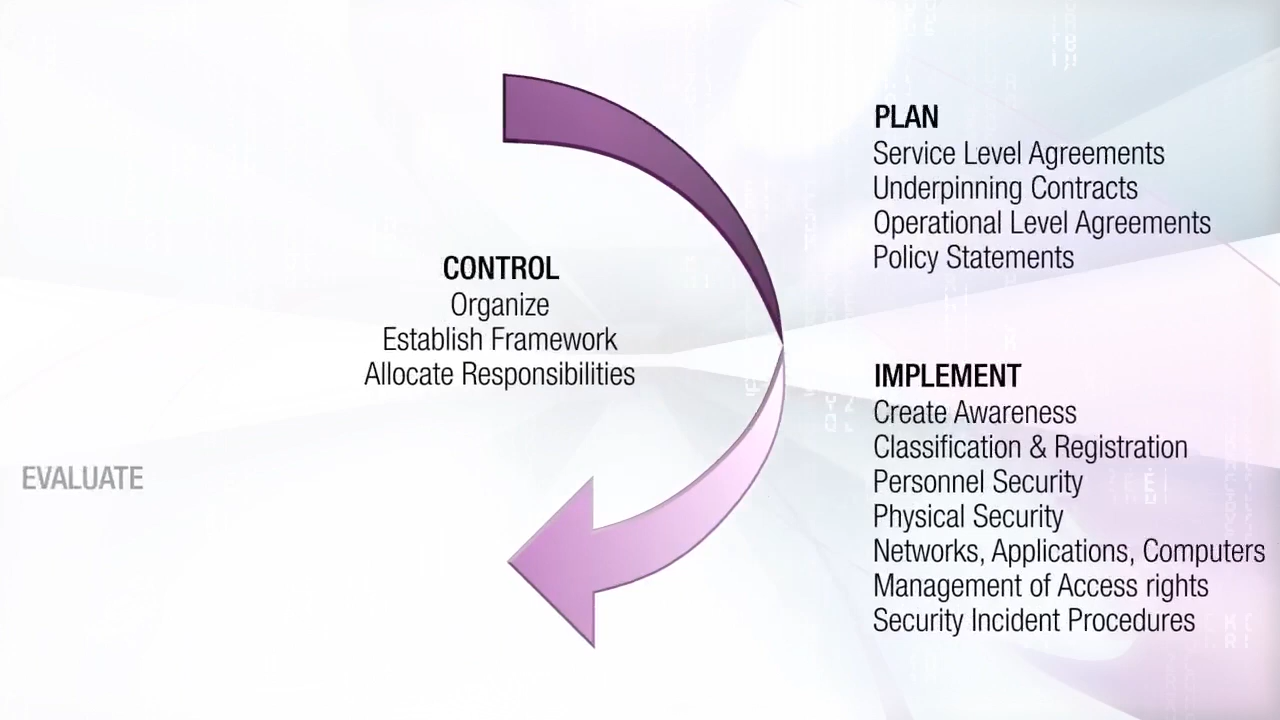 CONTROL
Organize
Establish Framework
Allocate Responsibilities
PLAN
Service Level Agreements
Underpinning Contracts
Operational Level Agreements
Policy Statements
IMPLEMENT
Create Awareness
Classification & Registration
Personnel Security
Physical Security
Networks, Applications, Computers
Management of Access rights
Security Incident Procedures
EVALUATE